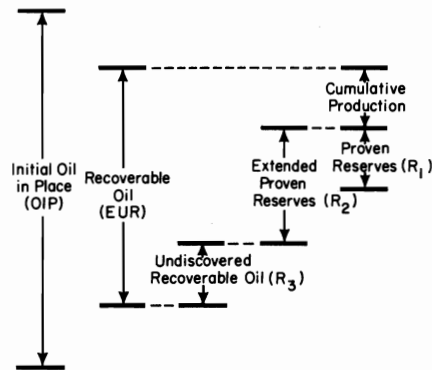 Initial Oil
in Place
(OIP)
Recoverable
Oil
(EUR)
Undiscovered
Recoverable Oil (R3)
Extended
Proven
Reserves (R2)
Cumulative
Production
Proven
Reserves (R1)